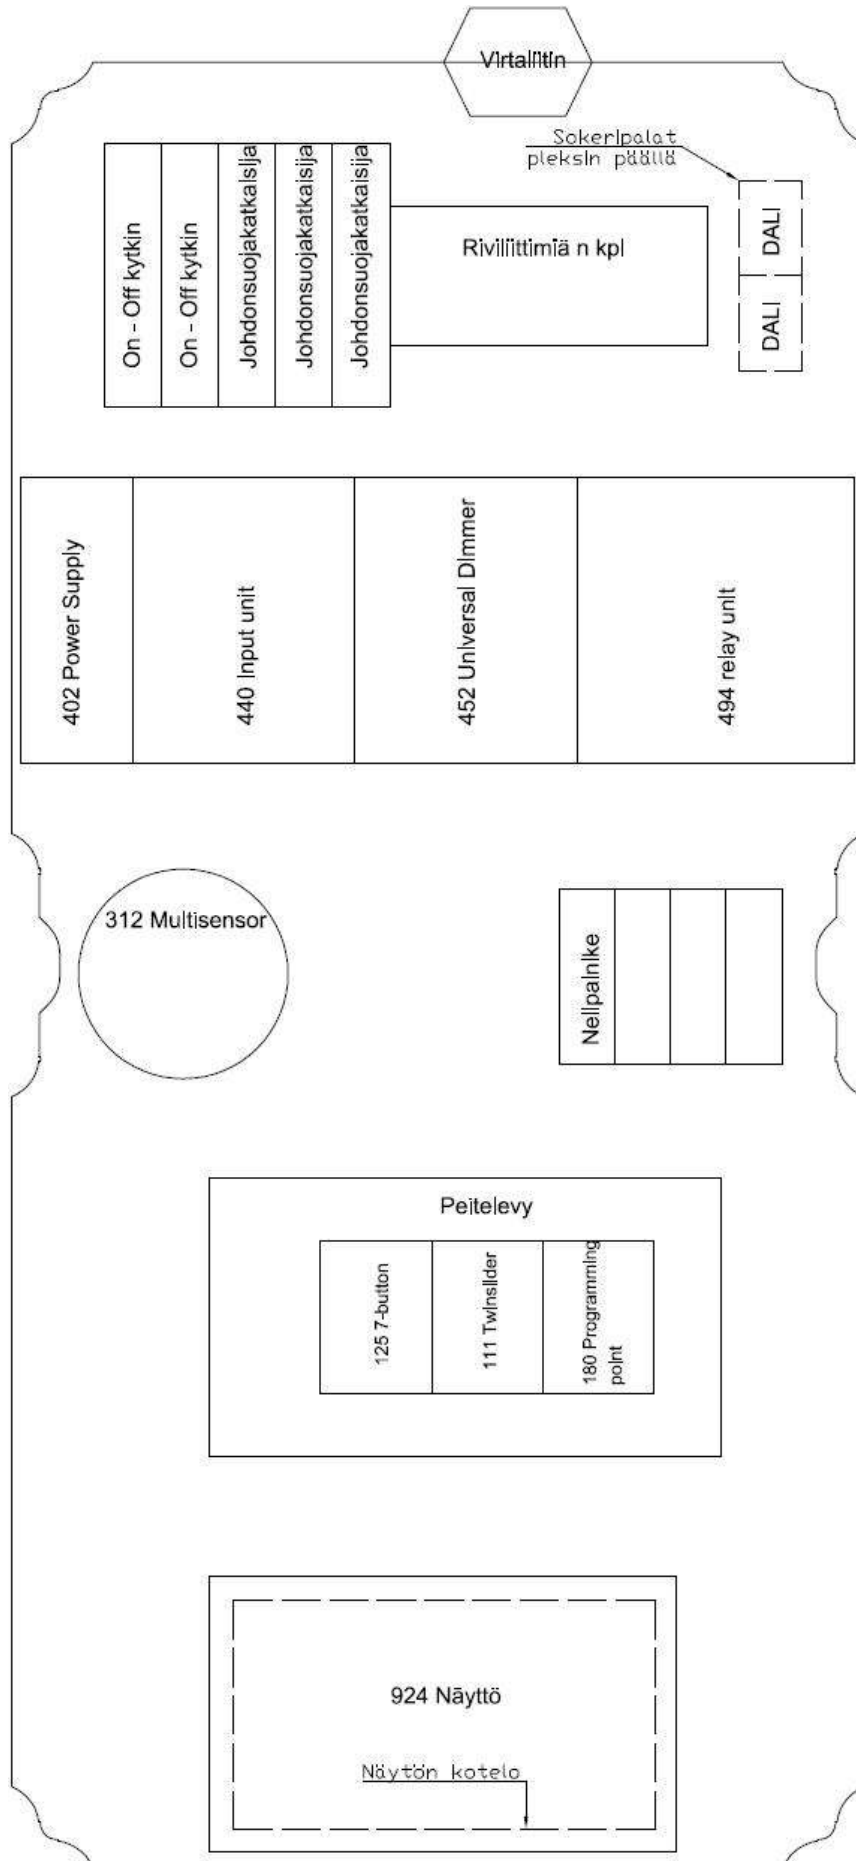 Virtaliitin
Sokeripalat
pleksin päällä
On - Off kytkin
On - Off kytkin
Johdonsuojakatkaisija
Johdonsuojakatkaisija
Johdonsuojakatkaisija
Riviliittimiä n kpl
DALI
DALI
402 Power Supply
440 Input unit
452 Universal Dimmer
494 relay unit
312 Multisensor
Nelipainike
Peitelevy
125 7-button
111 Twinslider
180 Programming
point
924 Näyttö
Näytön kotelo